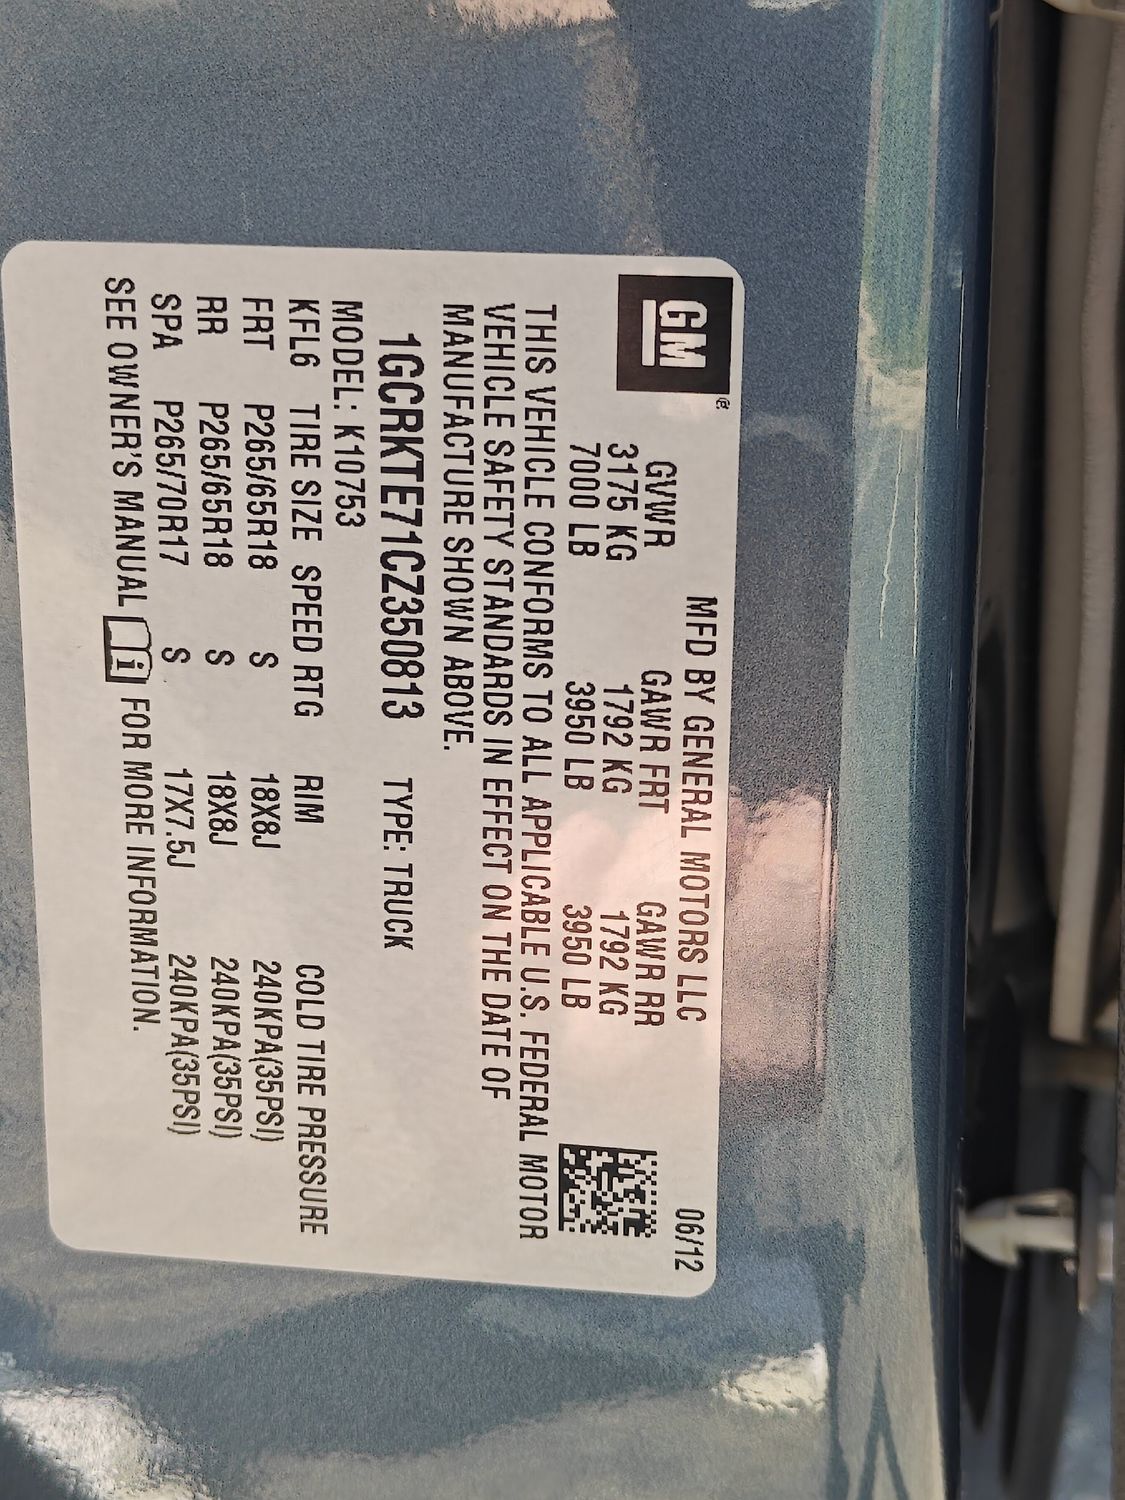 GM
MFD BY GENERAL MOTORS LLC 06/12
GVWR GAWR FRT GAWR RR
3175 KG 1792 KG 1792 KG
7000 LB 3950 LB 3950 LB
THIS VEHICLE CONFORMS TO ALL APPLICABLE U.S. FEDERAL MOTOR
VEHICLE SAFETY STANDARDS IN EFFECT ON THE DATE OF
MANUFACTURE SHOWN ABOVE.
1GCRKTE71CZ350813 TYPE: TRUCK
MODEL: K10753
KFL6 TIRE SIZE SPEED RTG RIM COLD TIRE PRESSURE
FRT P265/65R18 S 18X8J 240KPA(35PSI)
RR P265/65R18 S 18X8J 240KPA(35PSI)
SPA P265/70R17 S 17X7.5J 240KPA(35PSI)
SEE OWNER'S MANUAL i FOR MORE INFORMATION.